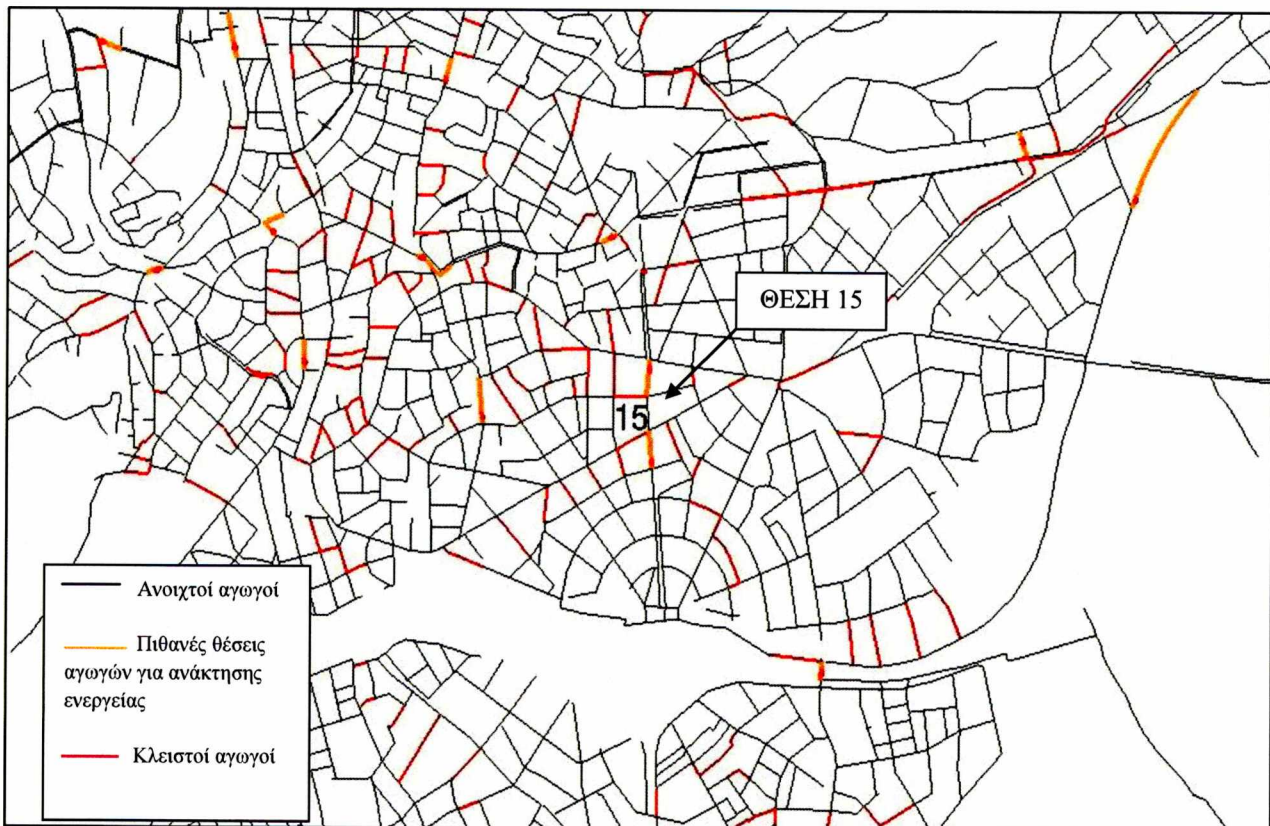 ΘΕΣΗ 15
15
Ανοιχτοί αγωγοί
Πιθανές θέσεις
αγωγών για ανάκτησης
ενεργείας
Κλειστοί αγωγοί